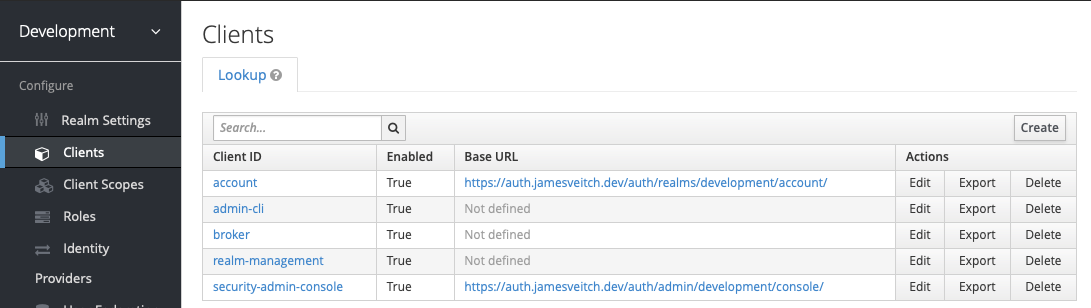 Development
Configure
Realm Settings
Clients
Client Scopes
Roles
Identity
Providers
Clients
Lookup ?
Search...
Create
Client ID Enabled Base URL Actions
account True https://auth.jamesveitch.dev/auth/realms/development/account/ Edit Export Delete
admin-cli True Not defined Edit Export Delete
broker True Not defined Edit Export Delete
realm-management True Not defined Edit Export Delete
security-admin-console True https://auth.jamesveitch.dev/auth/admin/development/console/ Edit Export Delete